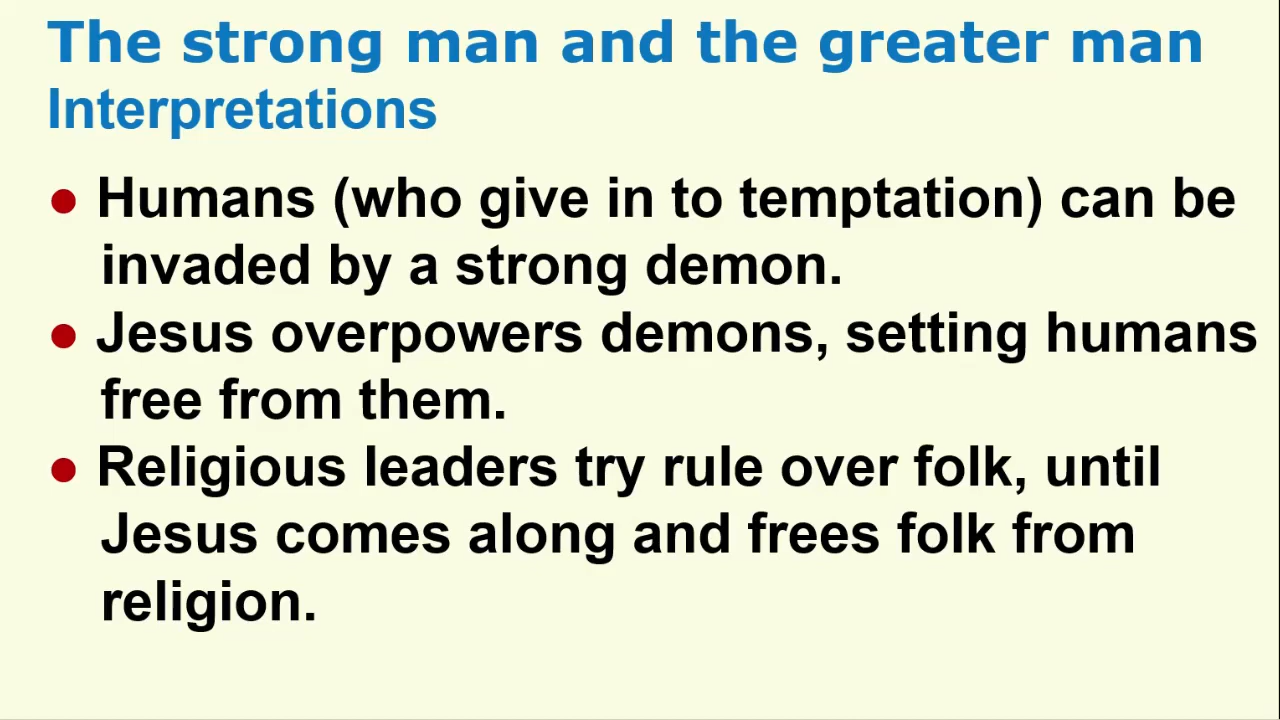 The strong man and the greater man
Interpretations
● Humans (who give in to temptation) can be
invaded by a strong demon.
● Jesus overpowers demons, setting humans
free from them.
● Religious leaders try rule over folk, until
Jesus comes along and frees folk from
religion.